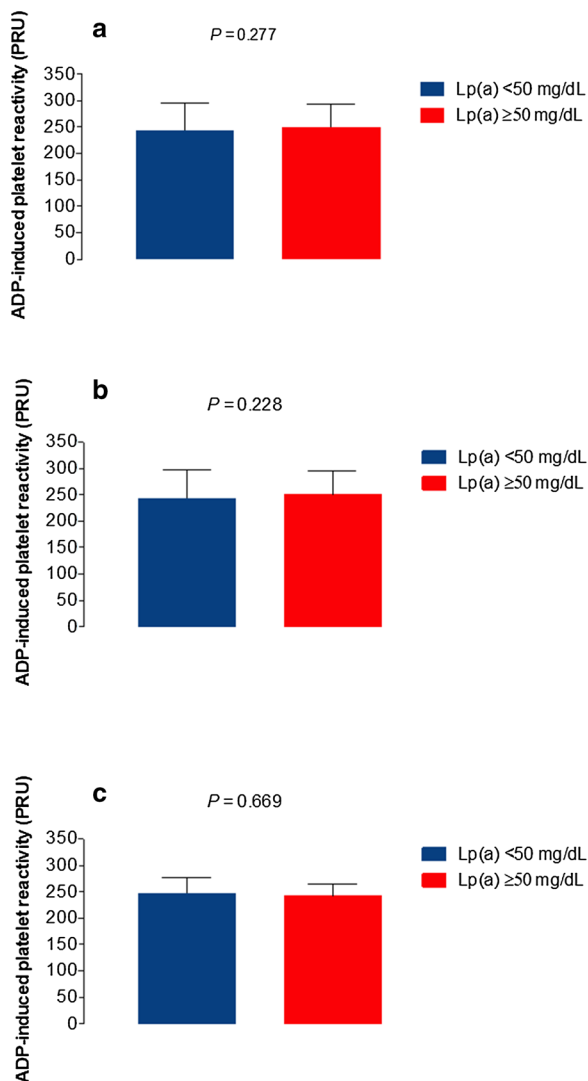 a
P = 0.277
ADP-induced platelet reactivity (PRU)
350
300
250
200
150
100
50
0
Lp(a) <50 mg/dL
Lp(a) ≥50 mg/dL
b
P = 0.228
ADP-induced platelet reactivity (PRU)
350
300
250
200
150
100
50
0
Lp(a) <50 mg/dL
Lp(a) ≥50 mg/dL
c
P = 0.669
ADP-induced platelet reactivity (PRU)
350
300
250
200
150
100
50
0
Lp(a) <50 mg/dL
Lp(a) ≥50 mg/dL